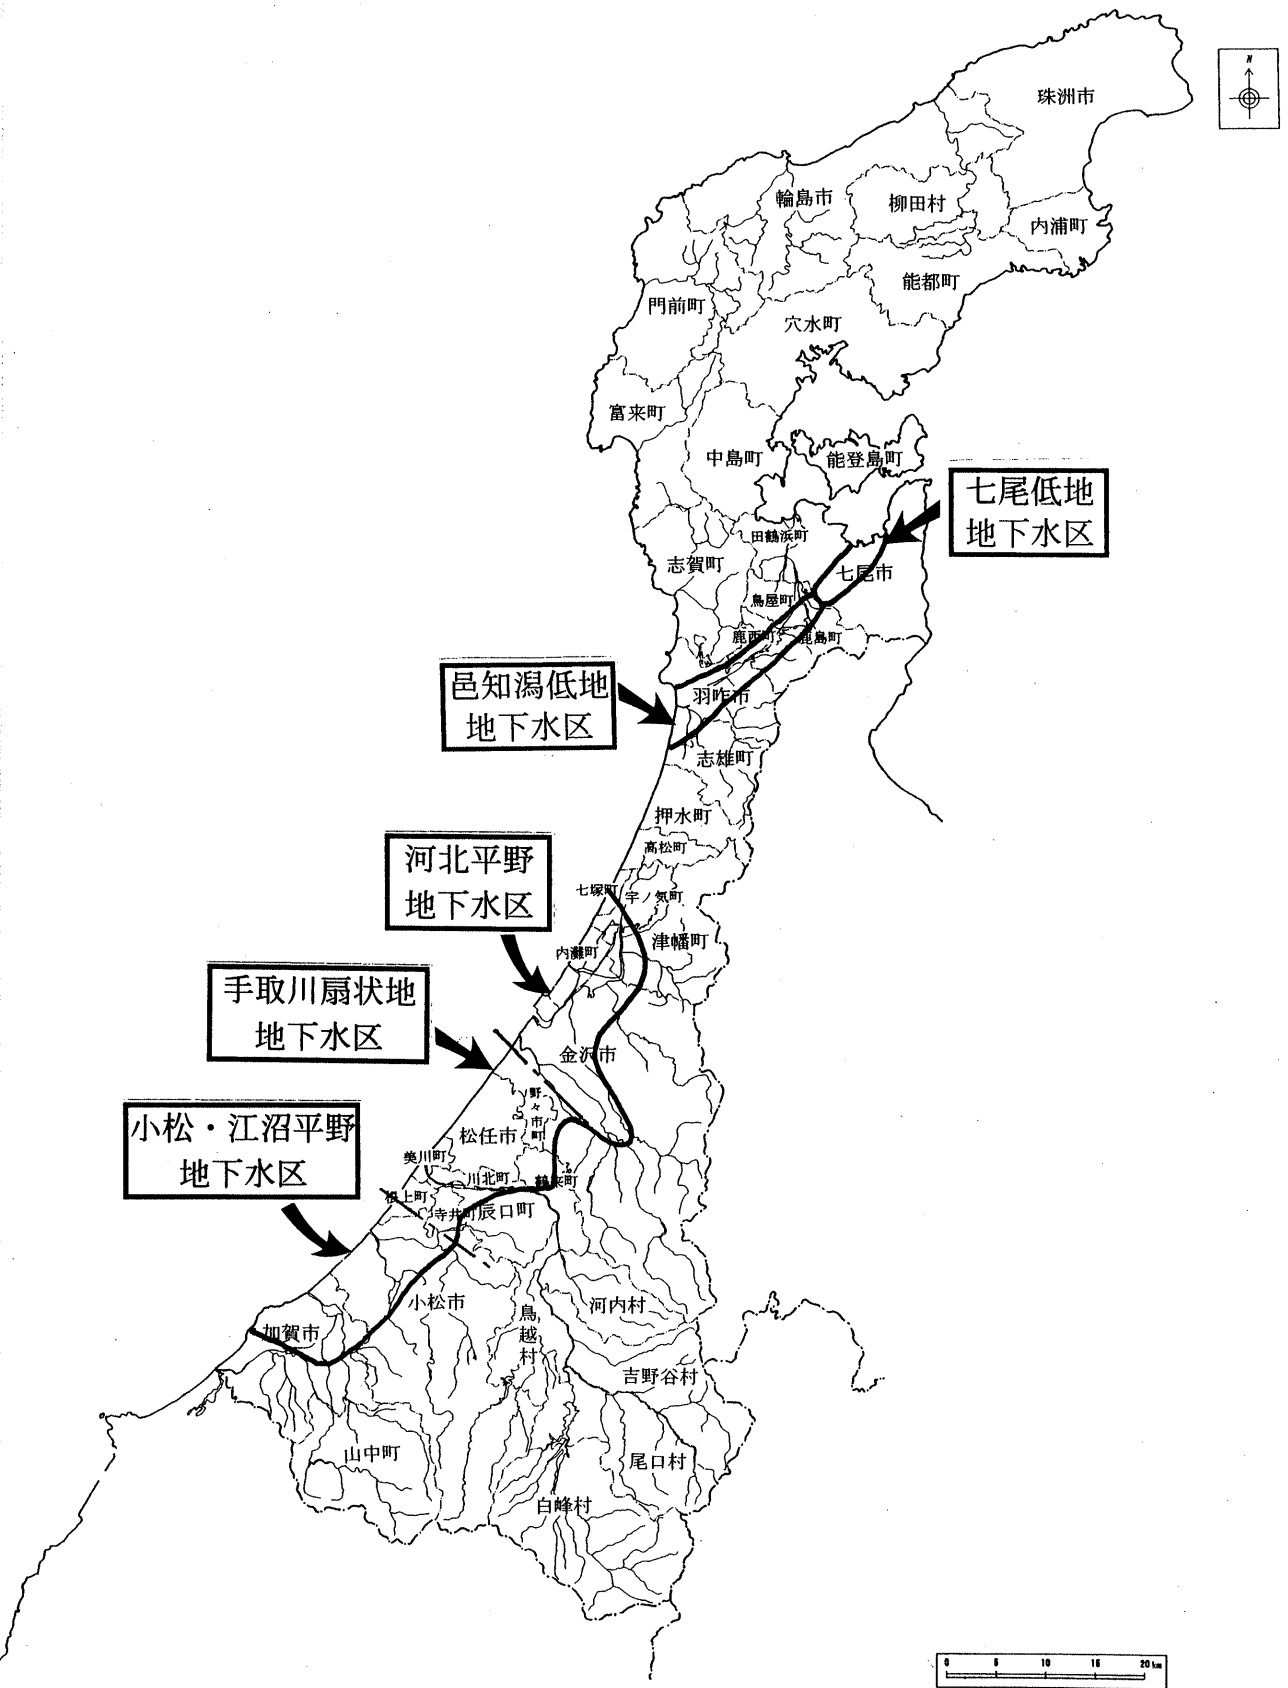 N
珠洲市
輪島市
柳田村
内浦町
能都町
門前町
穴水町
富来町
中島町
能登島町
七尾低地
地下水区
田鶴浜町
志賀町
七尾市
鳥屋町
鹿西町
鹿島町
邑知潟低地
地下水区
羽咋市
志雄町
押水町
高松町
河北平野
地下水区
七塚町
宇ノ気町
津幡町
内灘町
手取川扇状地
地下水区
金沢市
野々市町
松任市
小松・江沼平野
地下水区
美川町
川北町
鶴来町
根上町
寺井町
辰口町
小松市
河内村
鳥越村
加賀市
吉野谷村
山中町
尾口村
白峰村
0 5 10 15 20 km